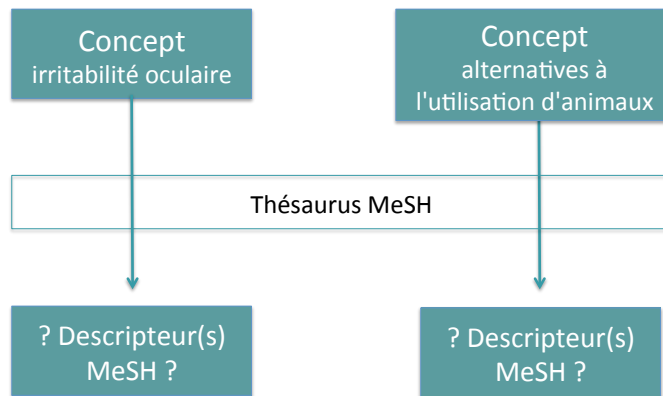 Concept
irritabilité oculaire
Concept
alternatives à
l'utilisation d'animaux
Thésaurus MeSH
? Descripteur(s)
MeSH ?
? Descripteur(s)
MeSH ?